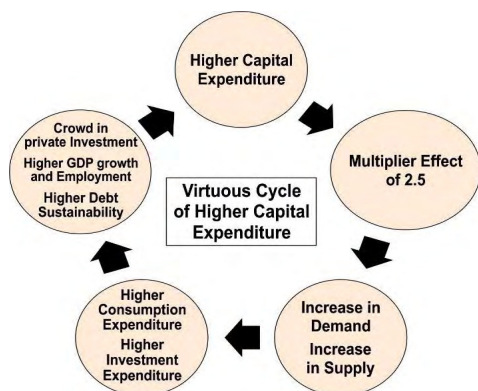 Higher Capital
Expenditure
Multiplier Effect
of 2.5
Increase in
Demand
Increase
in Supply
Higher
Consumption
Expenditure
Higher
Investment
Expenditure
Crowd in
private Investment
Higher GDP growth
and Employment
Higher Debt
Sustainability
Virtuous Cycle
of Higher Capital
Expenditure